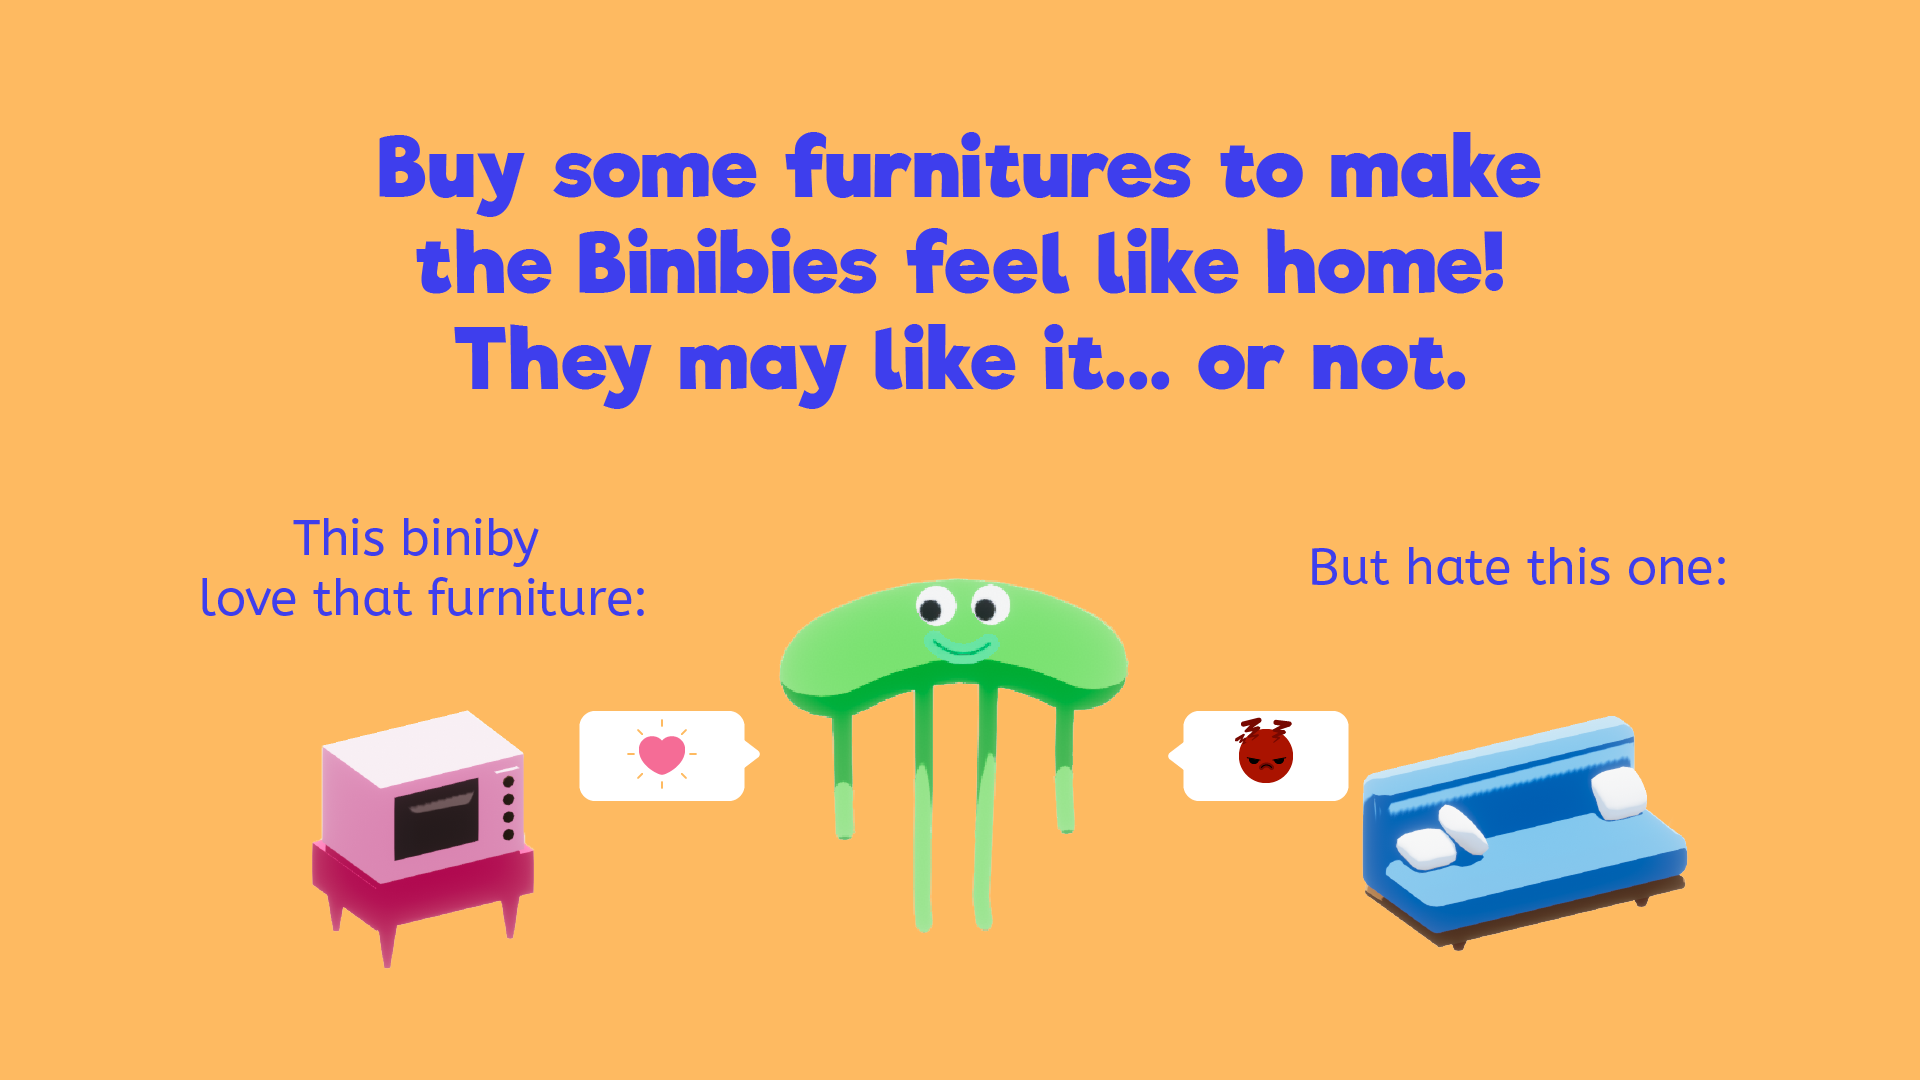 Buy some furnitures to make
the Binibies feel like home!
They may like it... or not.
This biniby
love that furniture:
But hate this one: